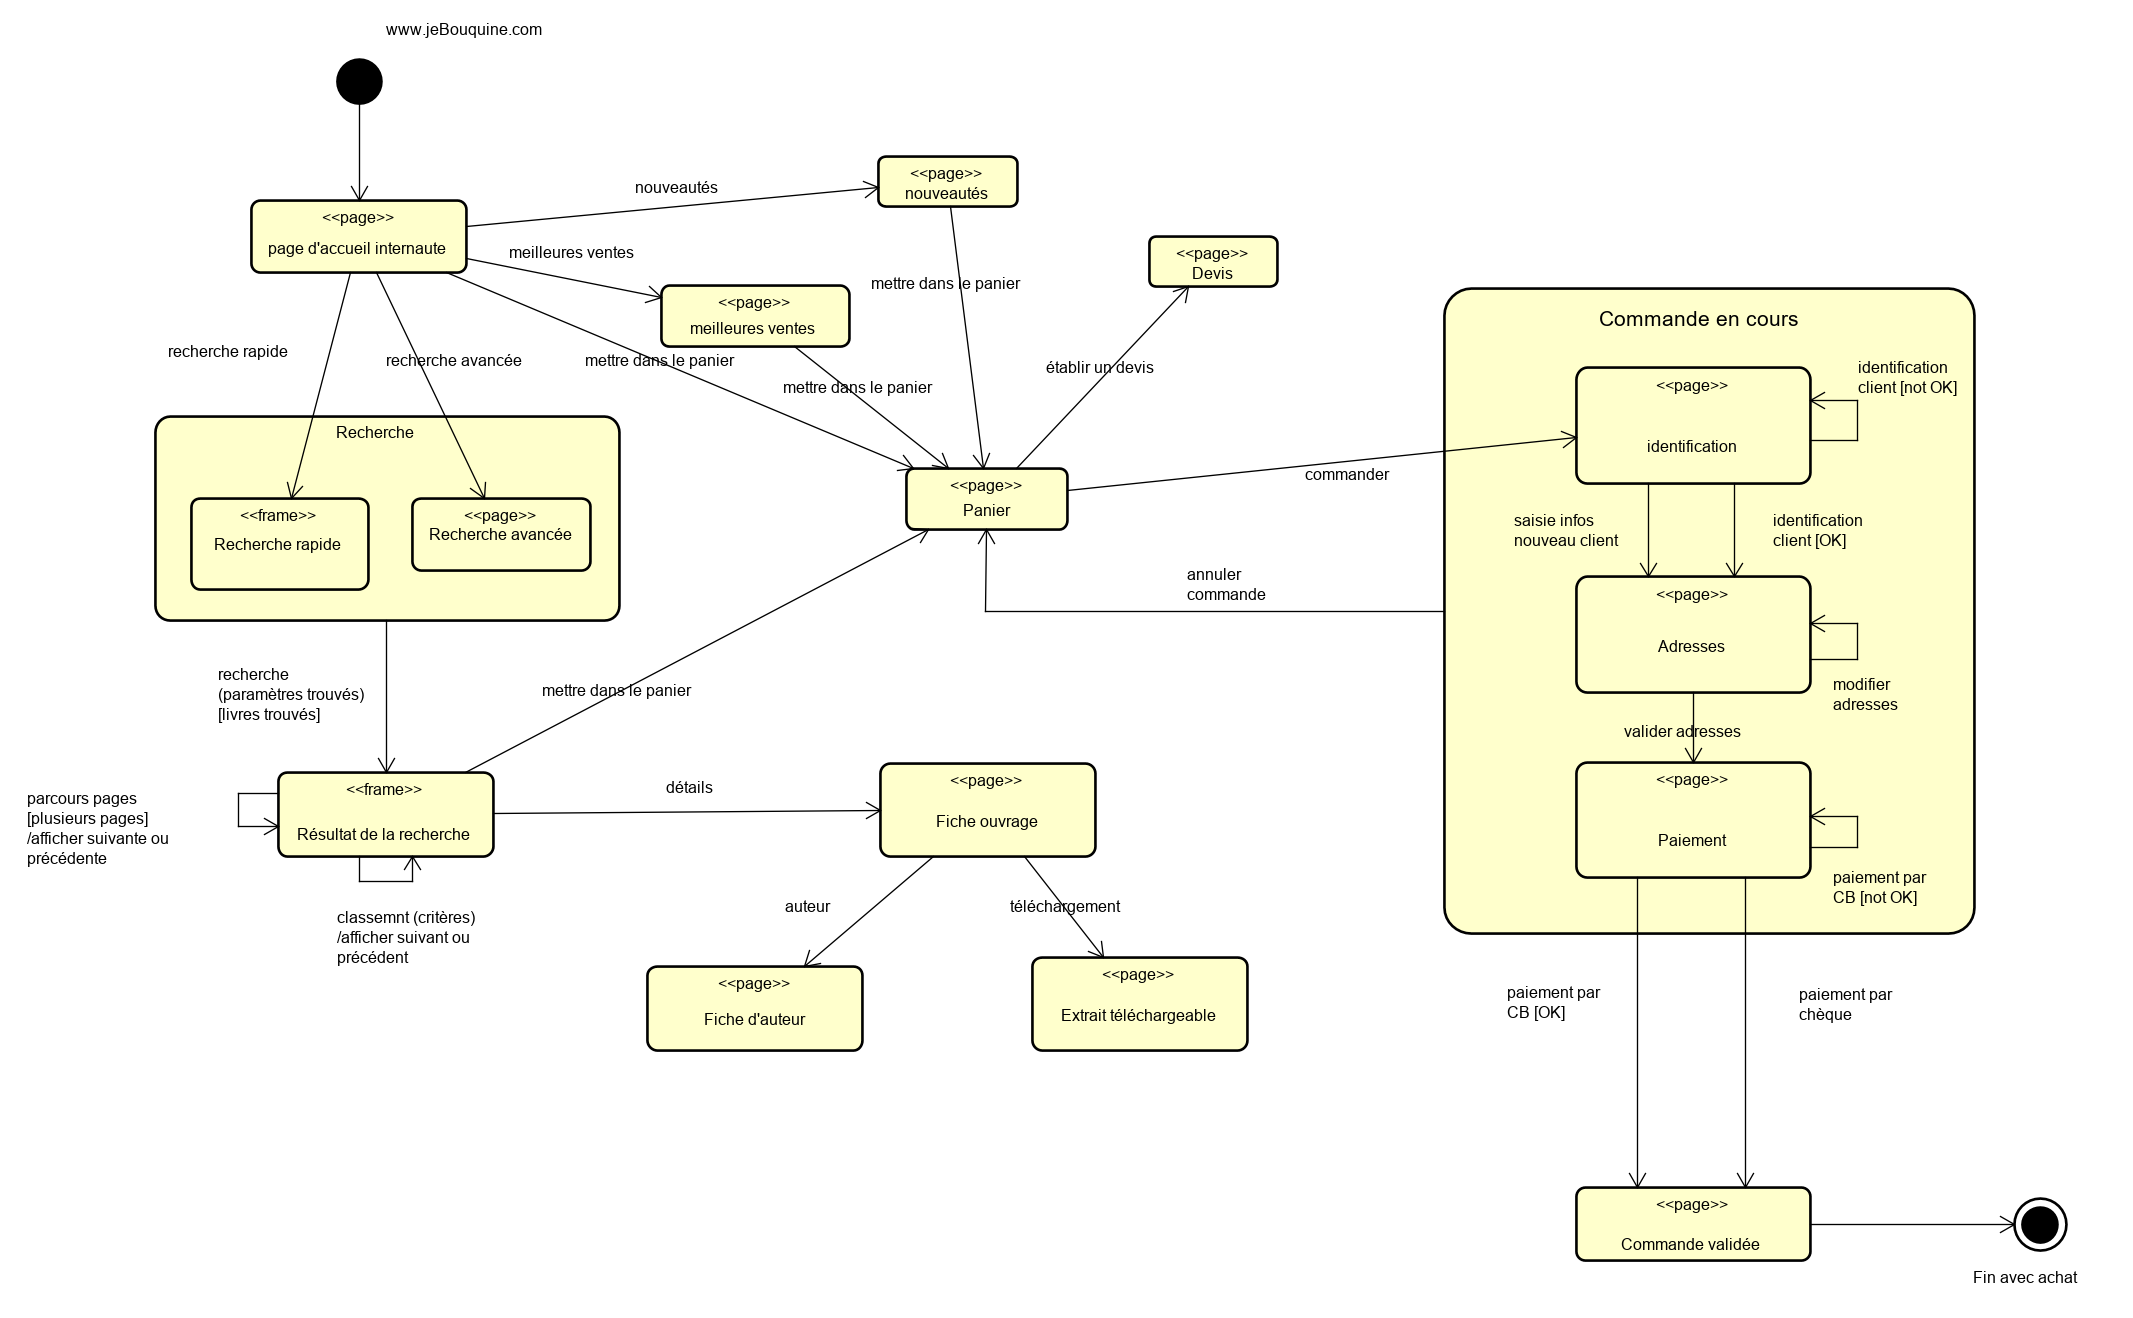 www.jeBouquine.com
<<page>>
page d'accueil internaute
nouveautés
<<page>>
nouveautés
meilleures ventes
<<page>>
meilleures ventes
mettre dans le panier
<<page>>
Devis
recherche rapide
recherche avancée
mettre dans le panier
mettre dans le panier
établir un devis
Recherche
<<frame>>
Recherche rapide
<<page>>
Recherche avancée
<<page>>
Panier
commander
annuler
commande
Commande en cours
<<page>>
identification
identification
client [not OK]
saisie infos
nouveau client
identification
client [OK]
<<page>>
Adresses
modifier
adresses
valider adresses
<<page>>
Paiement
paiement par
CB [not OK]
recherche
(paramètres trouvés)
[livres trouvés]
mettre dans le panier
parcours pages
[plusieurs pages]
/afficher suivante ou
précédente
<<frame>>
Résultat de la recherche
détails
<<page>>
Fiche ouvrage
classemnt (critères)
/afficher suivant ou
précédent
auteur
téléchargement
<<page>>
Fiche d'auteur
<<page>>
Extrait téléchargeable
paiement par
CB [OK]
paiement par
chèque
<<page>>
Commande validée
Fin avec achat